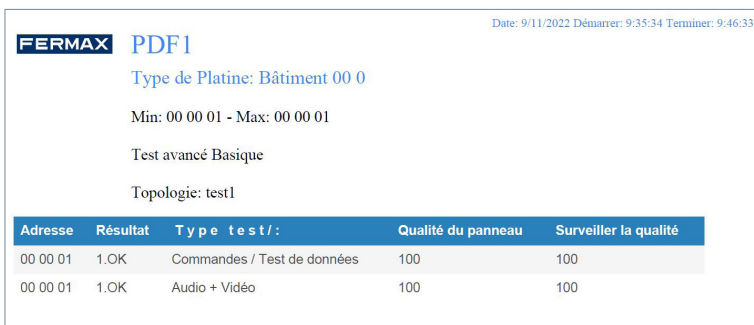 Date: 9/11/2022 Démarrer: 9:35:34 Terminer: 9:46:33
FERMAX PDF1
Type de Platine: Bâtiment 00 0
Min: 00 00 01 - Max: 00 00 01
Test avancé Basique
Topologie: test1
Adresse Résultat Type test/: Qualité du panneau Surveiller la qualité
00 00 01 1.OK Commandes / Test de données 100 100
00 00 01 1.OK Audio + Vidéo 100 100